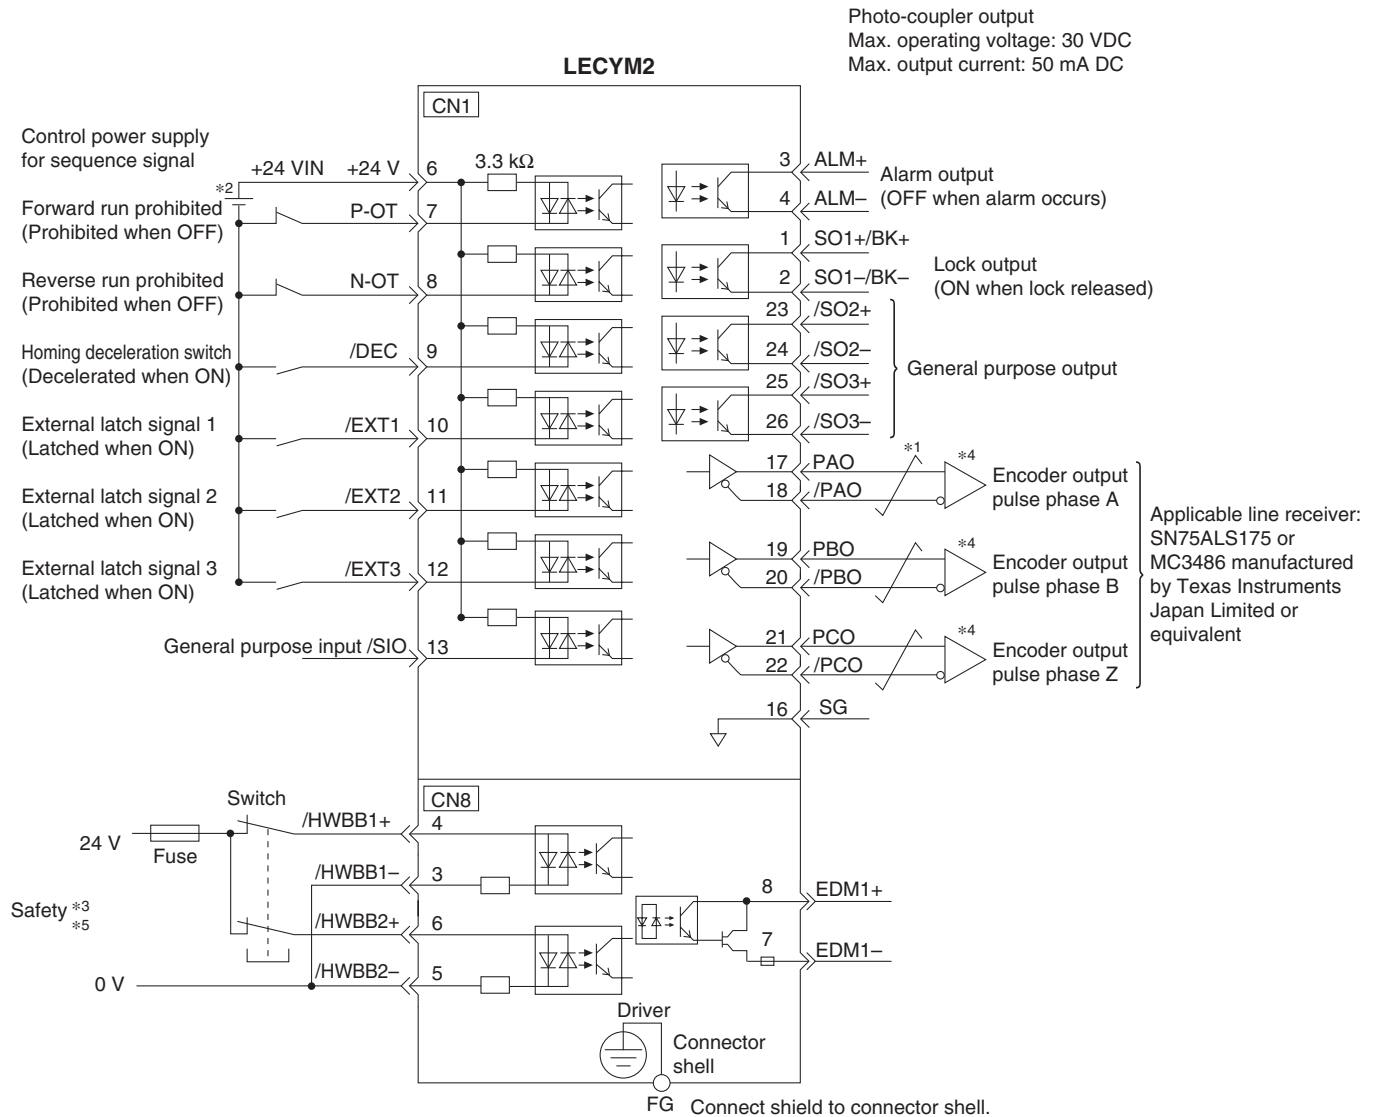 Photo-coupler output
Max. operating voltage: 30 VDC
Max. output current: 50 mA DC
LECYM2
CN1
Control power supply
for sequence signal
+24 VIN +24 V 6 3.3 kΩ
*2
Forward run prohibited
(Prohibited when OFF)
P-OT 7
Reverse run prohibited
(Prohibited when OFF)
N-OT 8
Homing deceleration switch
(Decelerated when ON)
/DEC 9
External latch signal 1
(Latched when ON)
/EXT1 10
External latch signal 2
(Latched when ON)
/EXT2 11
External latch signal 3
(Latched when ON)
/EXT3 12
General purpose input /SIO 13
3 ALM+
4 ALM–
Alarm output
(OFF when alarm occurs)
1 SO1+/BK+
2 SO1–/BK–
Lock output
(ON when lock released)
23 /SO2+
24 /SO2–
25 /SO3+
26 /SO3–
General purpose output
17 PAO
18 /PAO
*1
*4
Encoder output
pulse phase A
19 PBO
20 /PBO
*4
Encoder output
pulse phase B
21 PCO
22 /PCO
*4
Encoder output
pulse phase Z
Applicable line receiver:
SN75ALS175 or
MC3486 manufactured
by Texas Instruments
Japan Limited or
equivalent
16 SG
CN8
Switch
24 V
Fuse
/HWBB1+ 4
/HWBB1– 3
Safety *3
*5
/HWBB2+ 6
/HWBB2– 5
0 V
8 EDM1+
7 EDM1–
Driver
Connector
shell
FG Connect shield to connector shell.